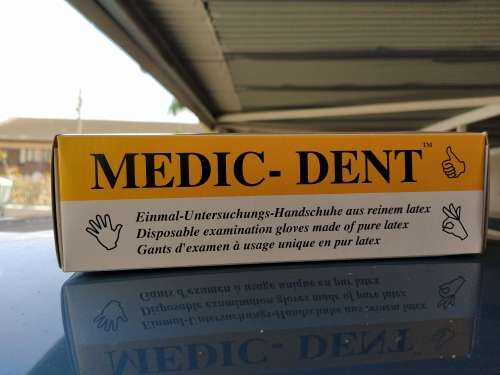 MEDIC- DENT™
Einmal-Untersuchungs-Handschuhe aus reinem latex
Disposable examination gloves made of pure latex
Gants d'examen à usage unique en pur latex